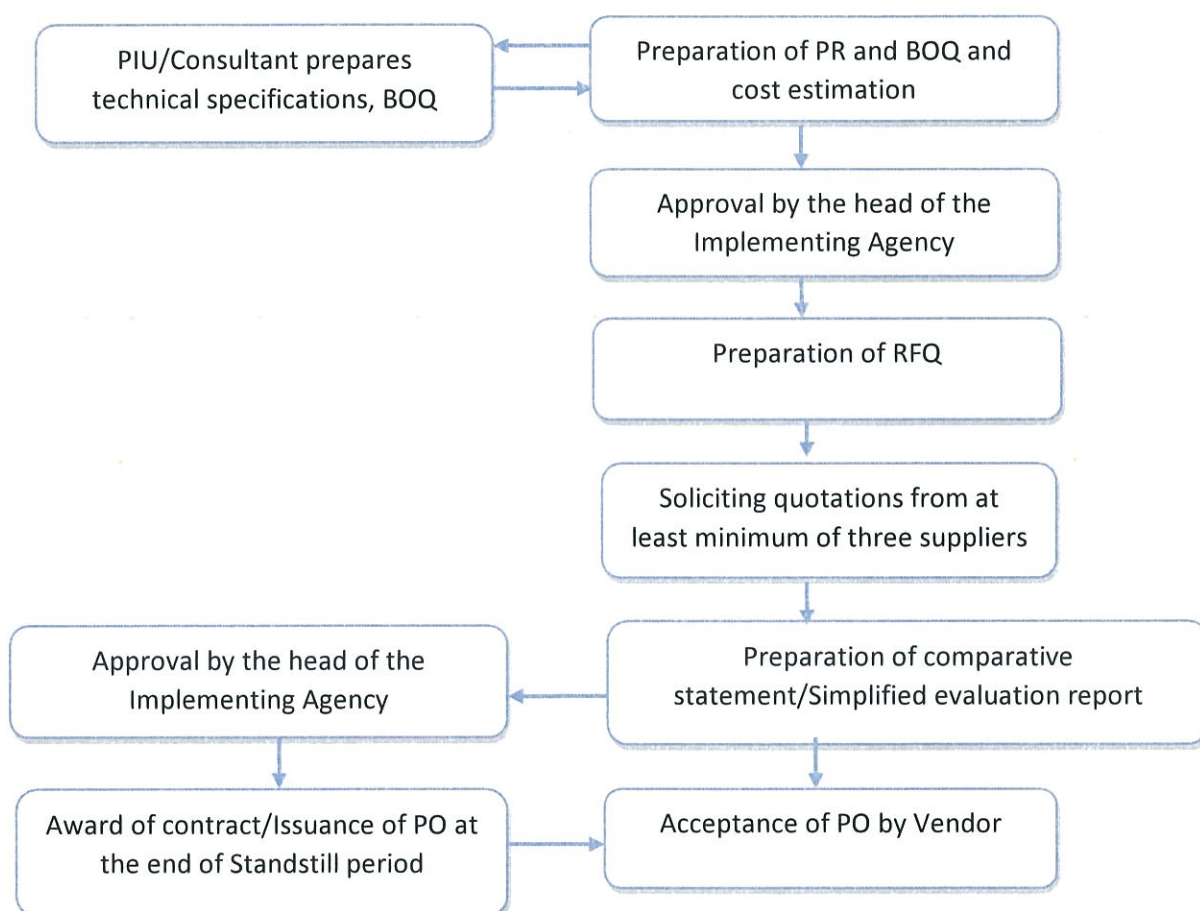 PIU/Consultant prepares
technical specifications, BOQ
Preparation of PR and BOQ and
cost estimation
Approval by the head of the
Implementing Agency
Preparation of RFQ
Soliciting quotations from at
least minimum of three suppliers
Approval by the head of the
Implementing Agency
Preparation of comparative
statement/Simplified evaluation report
Award of contract/Issuance of PO at
the end of Standstill period
Acceptance of PO by Vendor